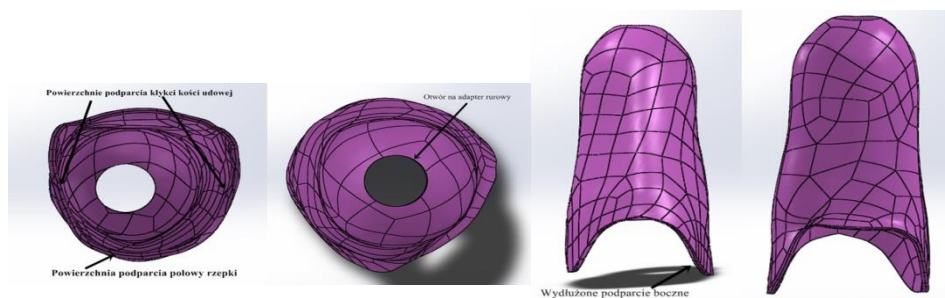 Powierzchnie podparcia kłykci kości udowej
Otwór na adapter rurowy
Powierzchnia podparcia połowy rzepki
Wydłużone podparcie boczne